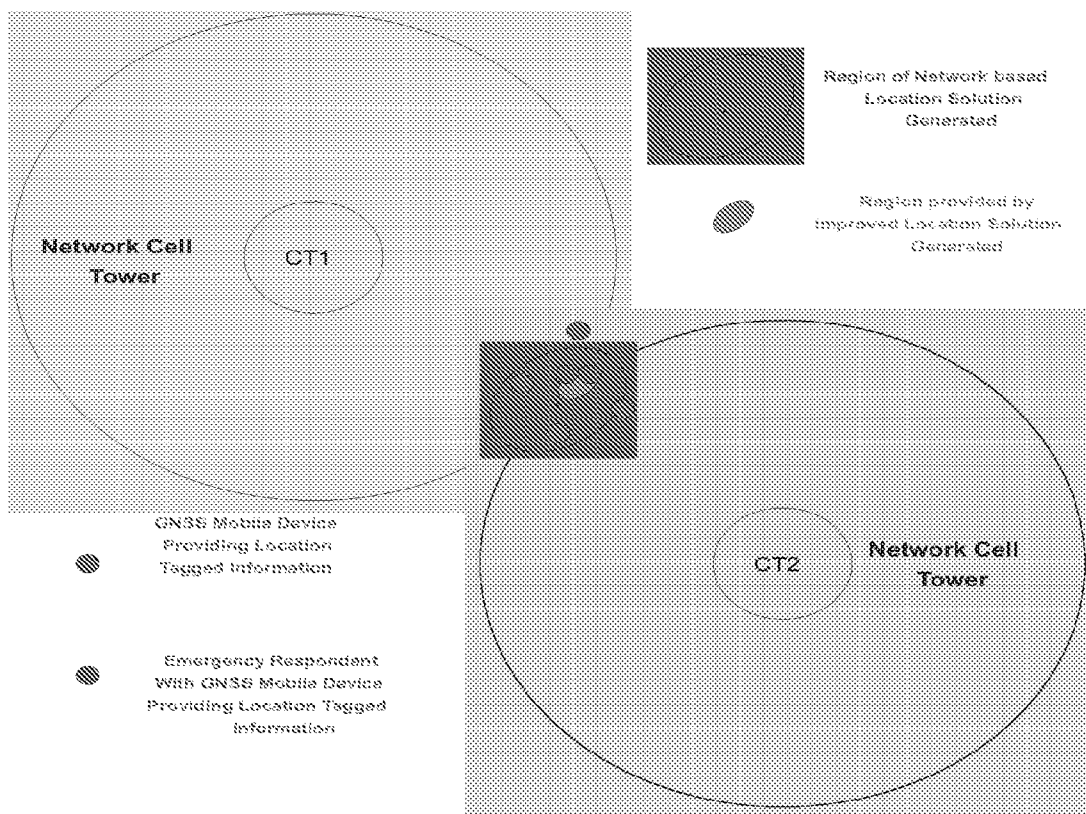 Region of Network based
Location Solution
Generated
Region provided by
Improved Location Solution
Generated
Network Cell
Tower
CT1
GNSS Mobile Device
Providing Location
Tagged Information
CT2
Network Cell
Tower
Emergency Respondent
With GNSS Mobile Device
Providing Location Tagged
Information